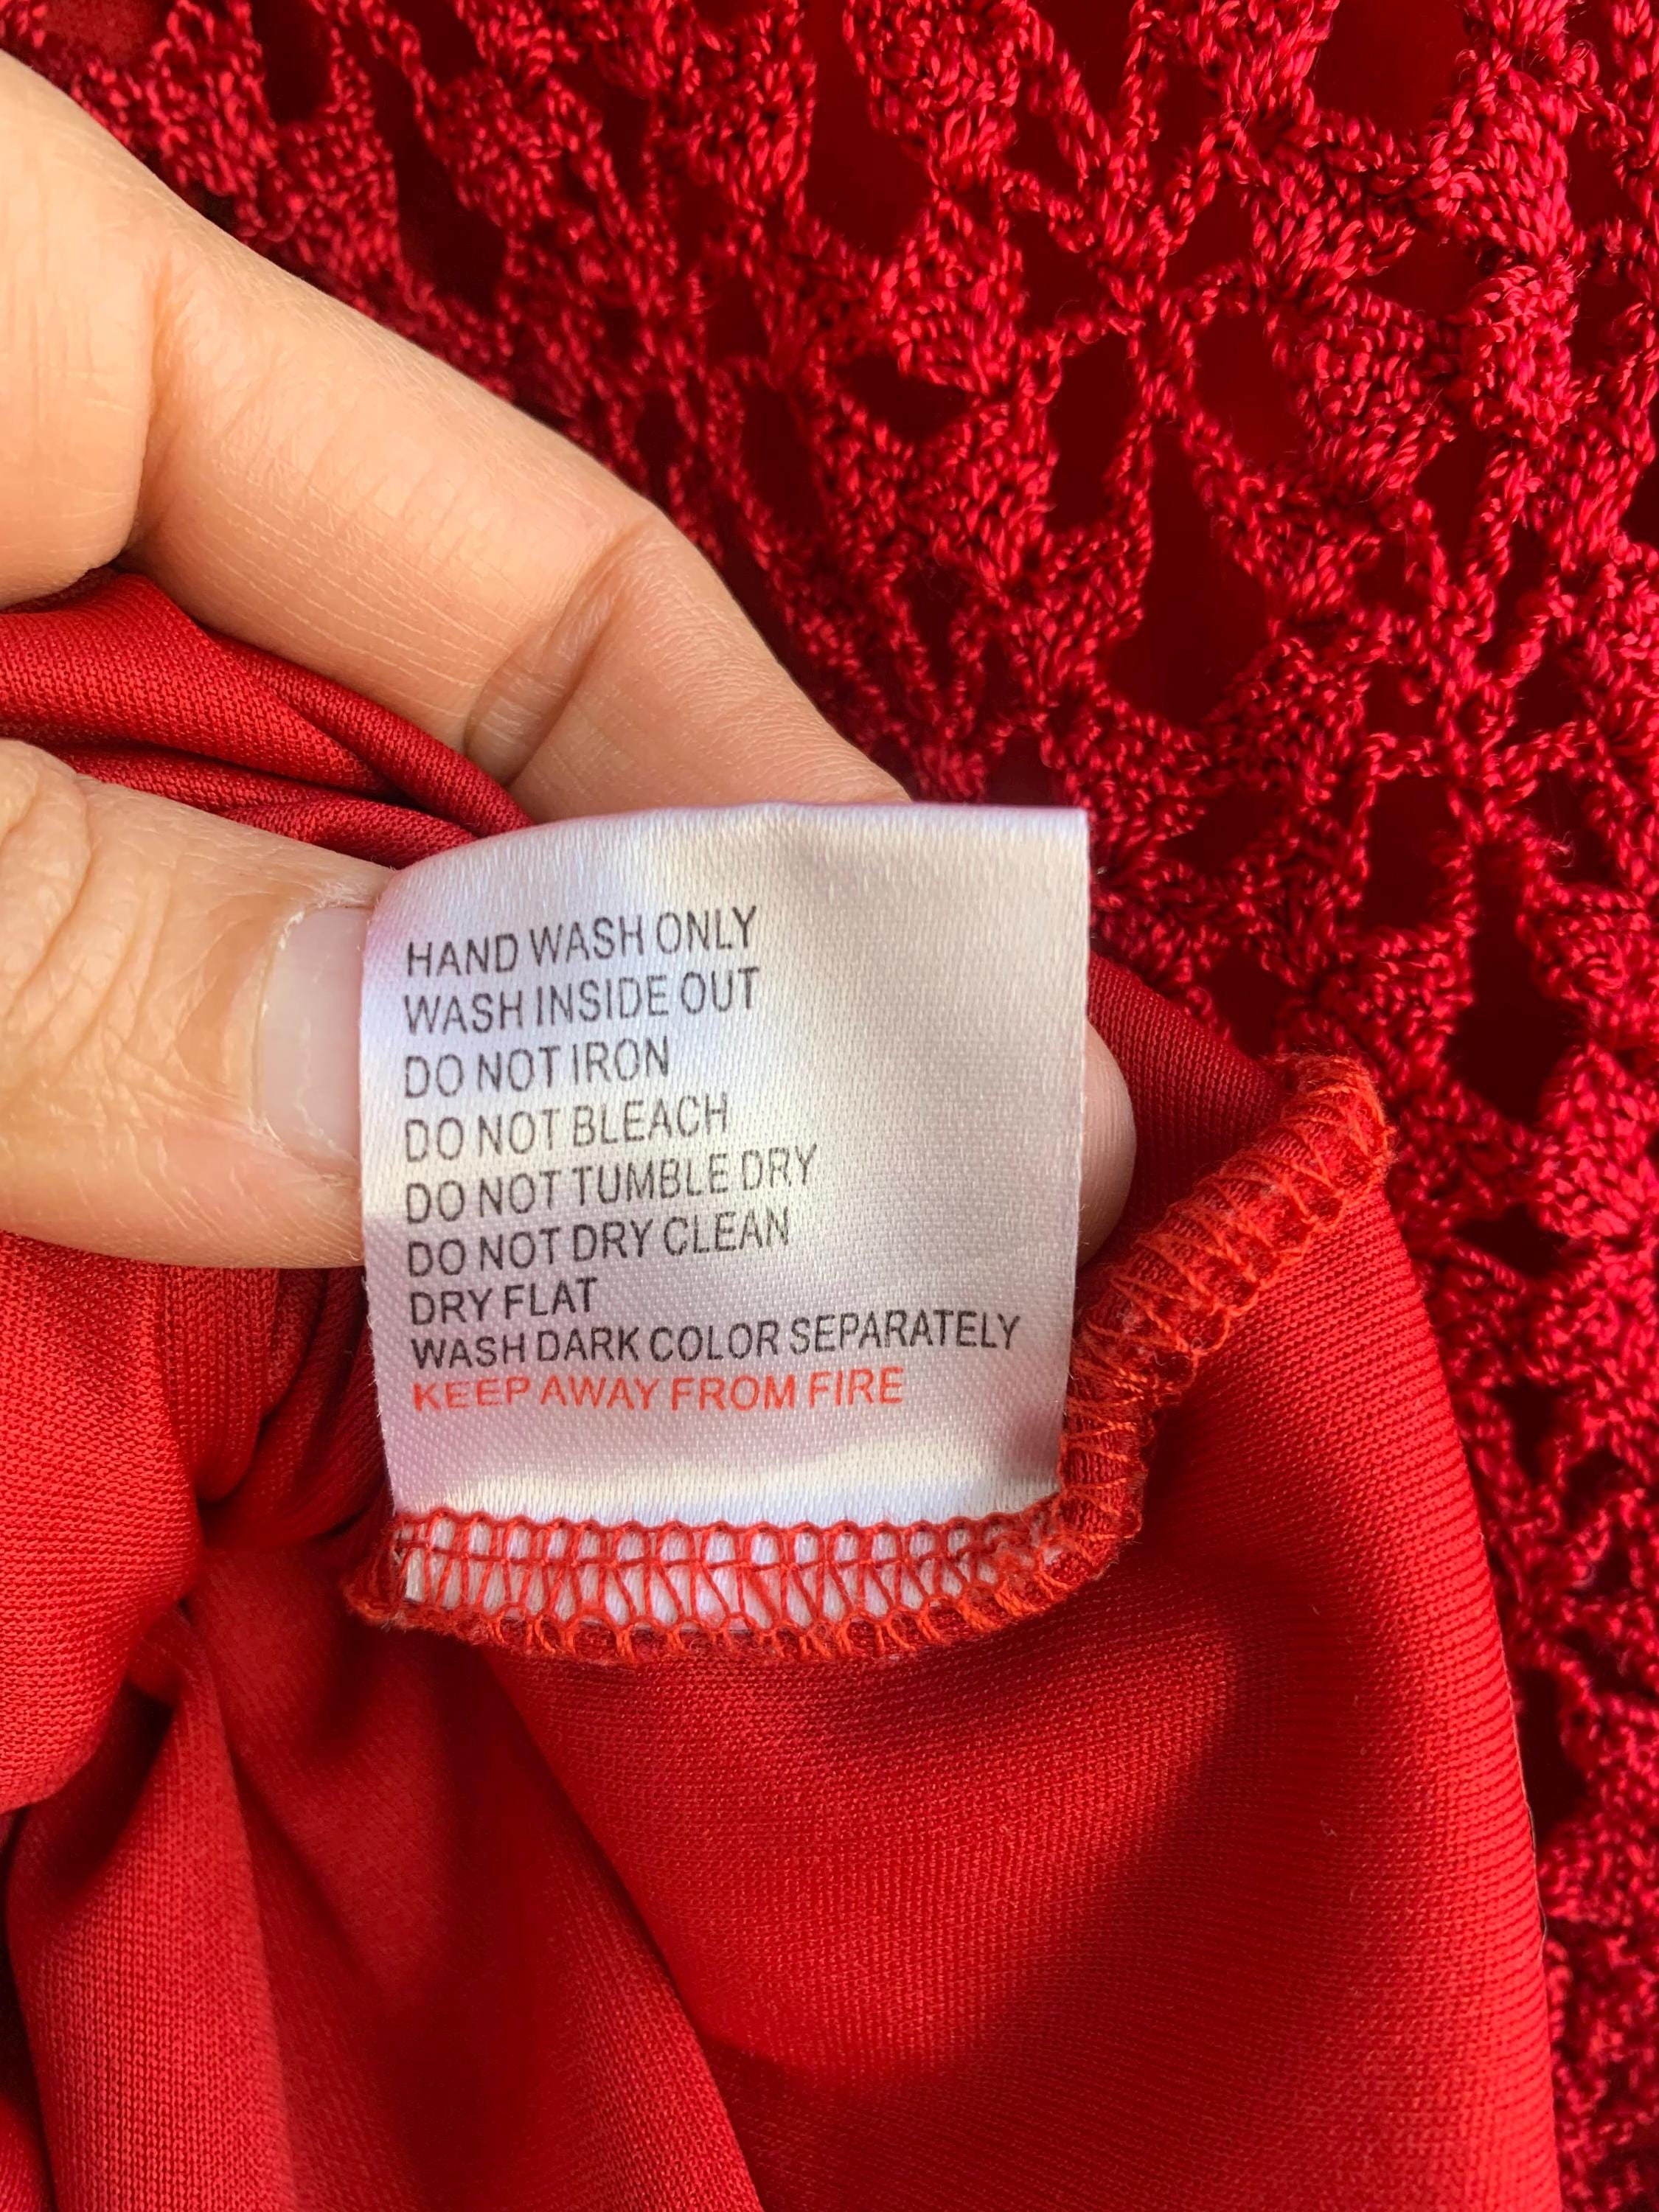 HAND WASH ONLY
WASH INSIDE OUT
DO NOT IRON
DO NOT BLEACH
DO NOT TUMBLE DRY
DO NOT DRY CLEAN
DRY FLAT
WASH DARK COLOR SEPARATELY
KEEP AWAY FROM FIRE